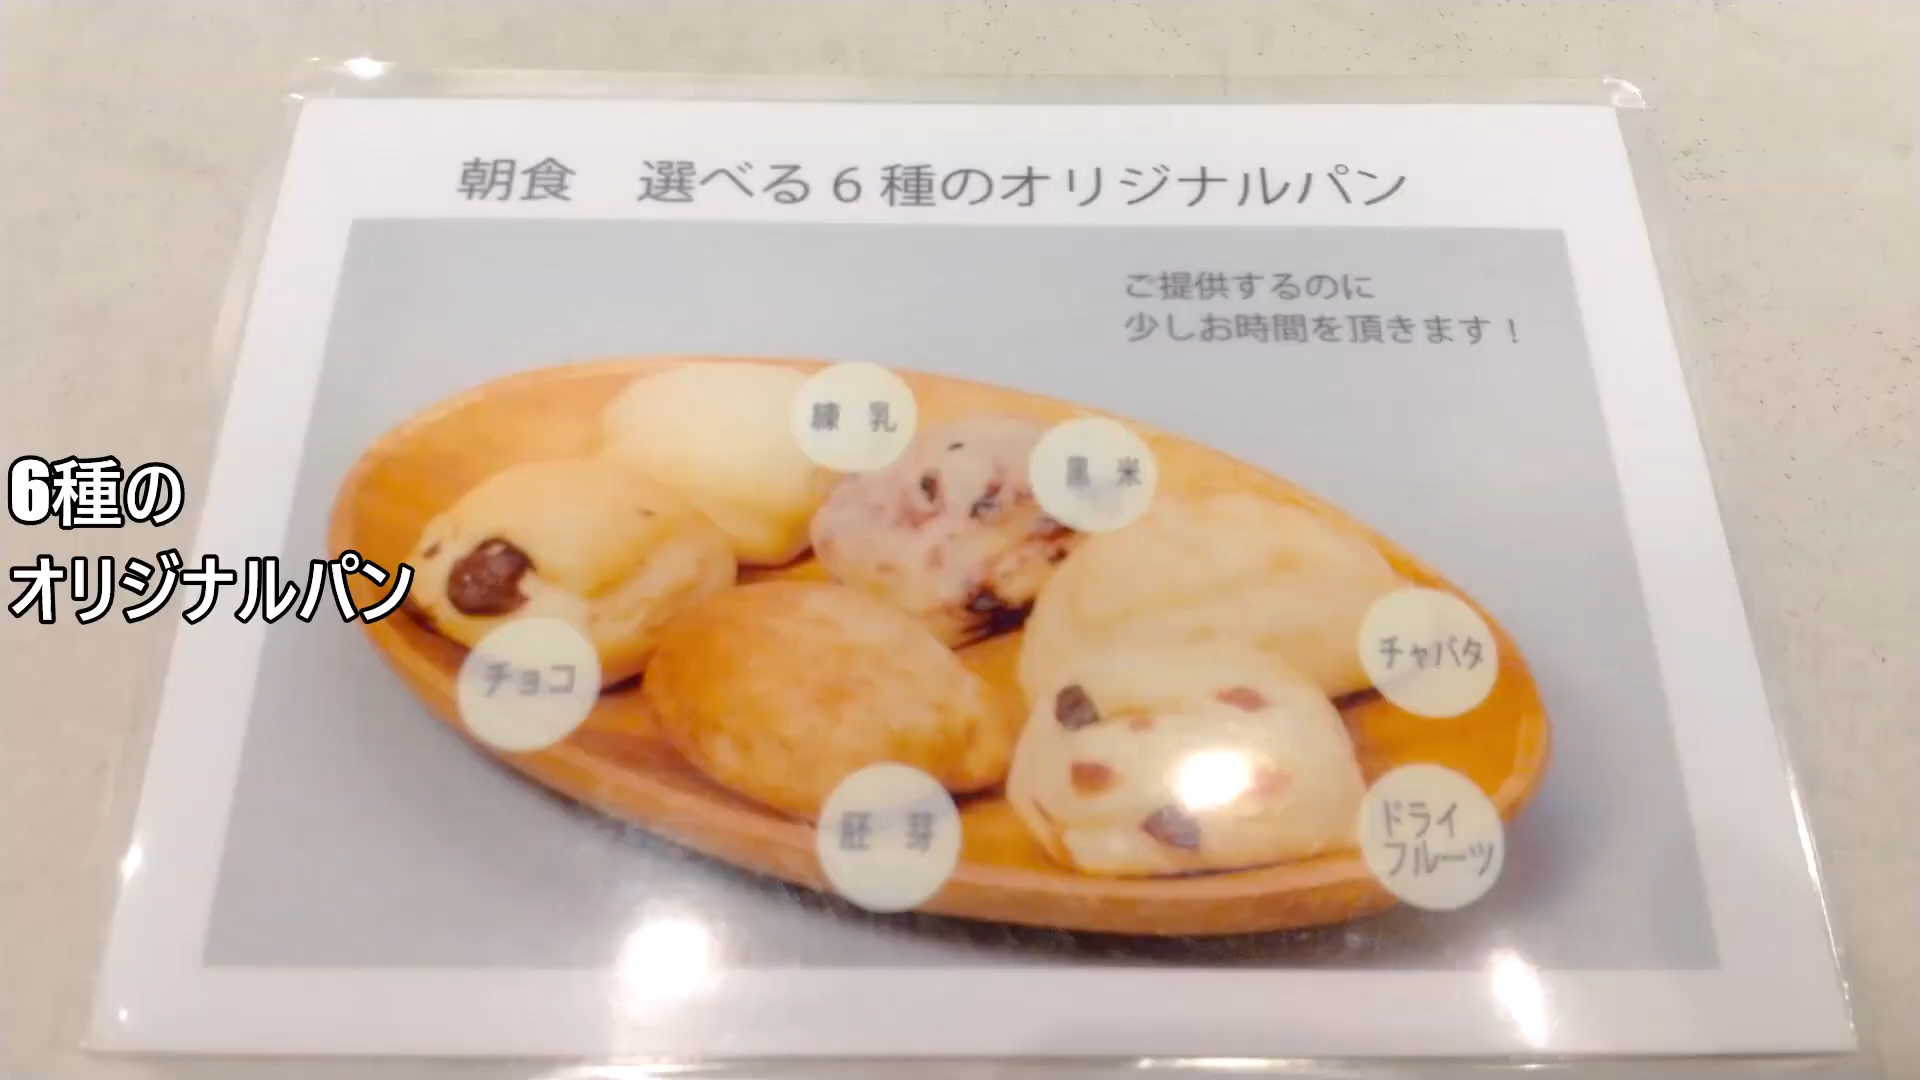 朝食　選べる6種のオリジナルパン
ご提供するのに
少しお時間を頂きます！
練　乳
黒　米
6種の
オリジナルパン
チョコ
チャバタ
胚　芽
ドライ
フルーツ